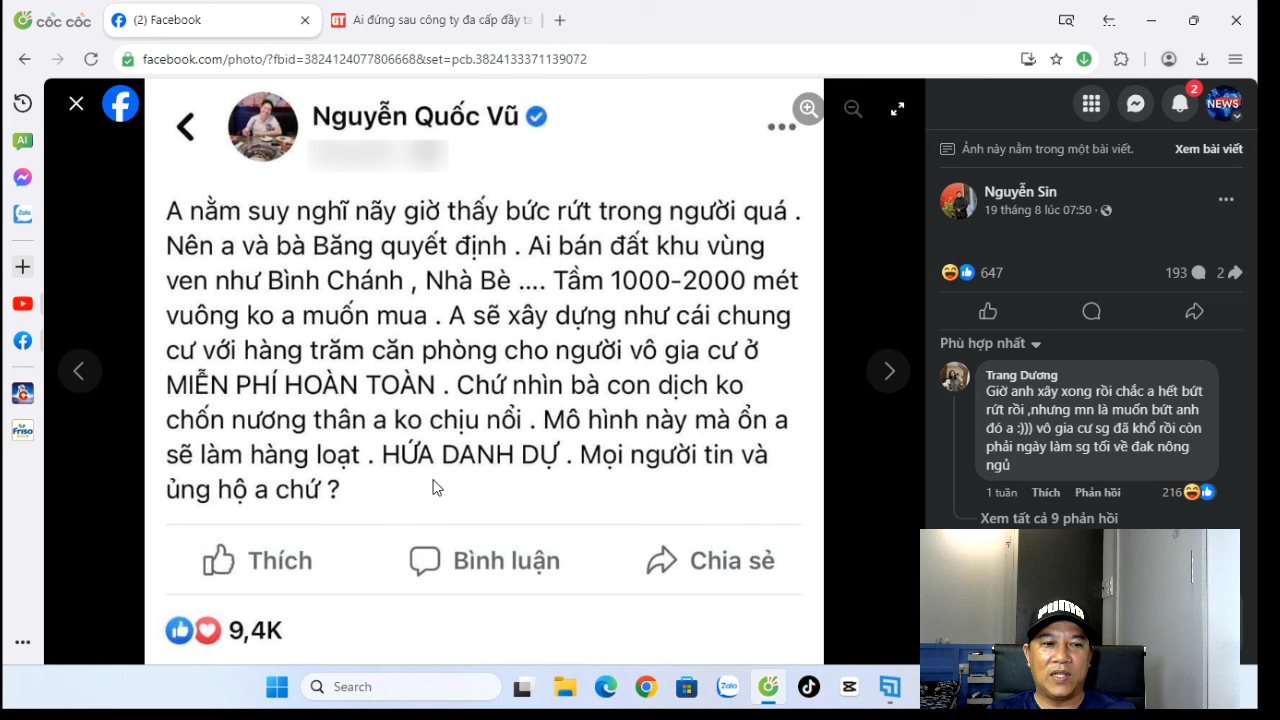 cốc cốc
(2) Facebook
GT
Ai đứng sau công ty đa cấp đầy ta
facebook.com/photo/?fbid=3824124077806668&set=pcb.3824133371139072
AI
Zalo
Friso
Nguyễn Quốc Vũ
A nằm suy nghĩ nãy giờ thấy bức rứt trong người quá .
Nên a và bà Băng quyết định . Ai bán đất khu vùng
ven như Bình Chánh , Nhà Bè .... Tầm 1000-2000 mét
vuông ko a muốn mua . A sẽ xây dựng như cái chung
cư với hàng trăm căn phòng cho người vô gia cư ở
MIỄN PHÍ HOÀN TOÀN . Chứ nhìn bà con dịch ko
chốn nương thân a ko chịu nổi . Mô hình này mà ổn a
sẽ làm hàng loạt . HỨA DANH DỰ . Mọi người tin và
ủng hộ a chứ ?
Thích
Bình luận
Chia sẻ
9,4K
2
NEWS
Ảnh này nằm trong một bài viết.
Xem bài viết
Nguyễn Sin
19 tháng 8 lúc 07:50 ·
647
193
2
Phù hợp nhất
Trang Dương
Giờ anh xây xong rồi chắc a hết bứt
rứt rồi ,nhưng mn là muốn bứt anh
đó a :))) vô gia cư sg đã khổ rồi còn
phải ngày làm sg tối về đak nông
ngủ
1 tuần
Thích
Phản hồi
216
Xem tất cả 9 phản hồi
PUMA
Search
Zalo